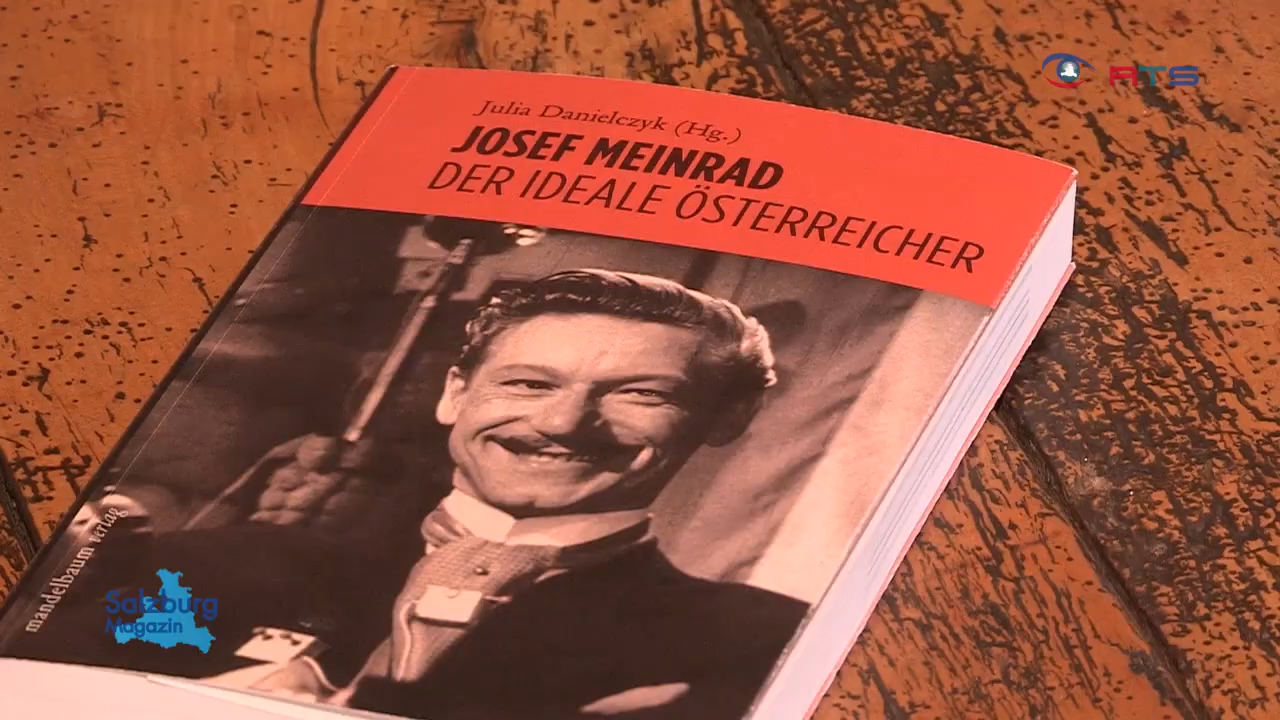 RTS
Julia Danielczyk (Hg.)
JOSEF MEINRAD
DER IDEALE ÖSTERREICHER
mandelbaum verlag
Salzburg
Magazin